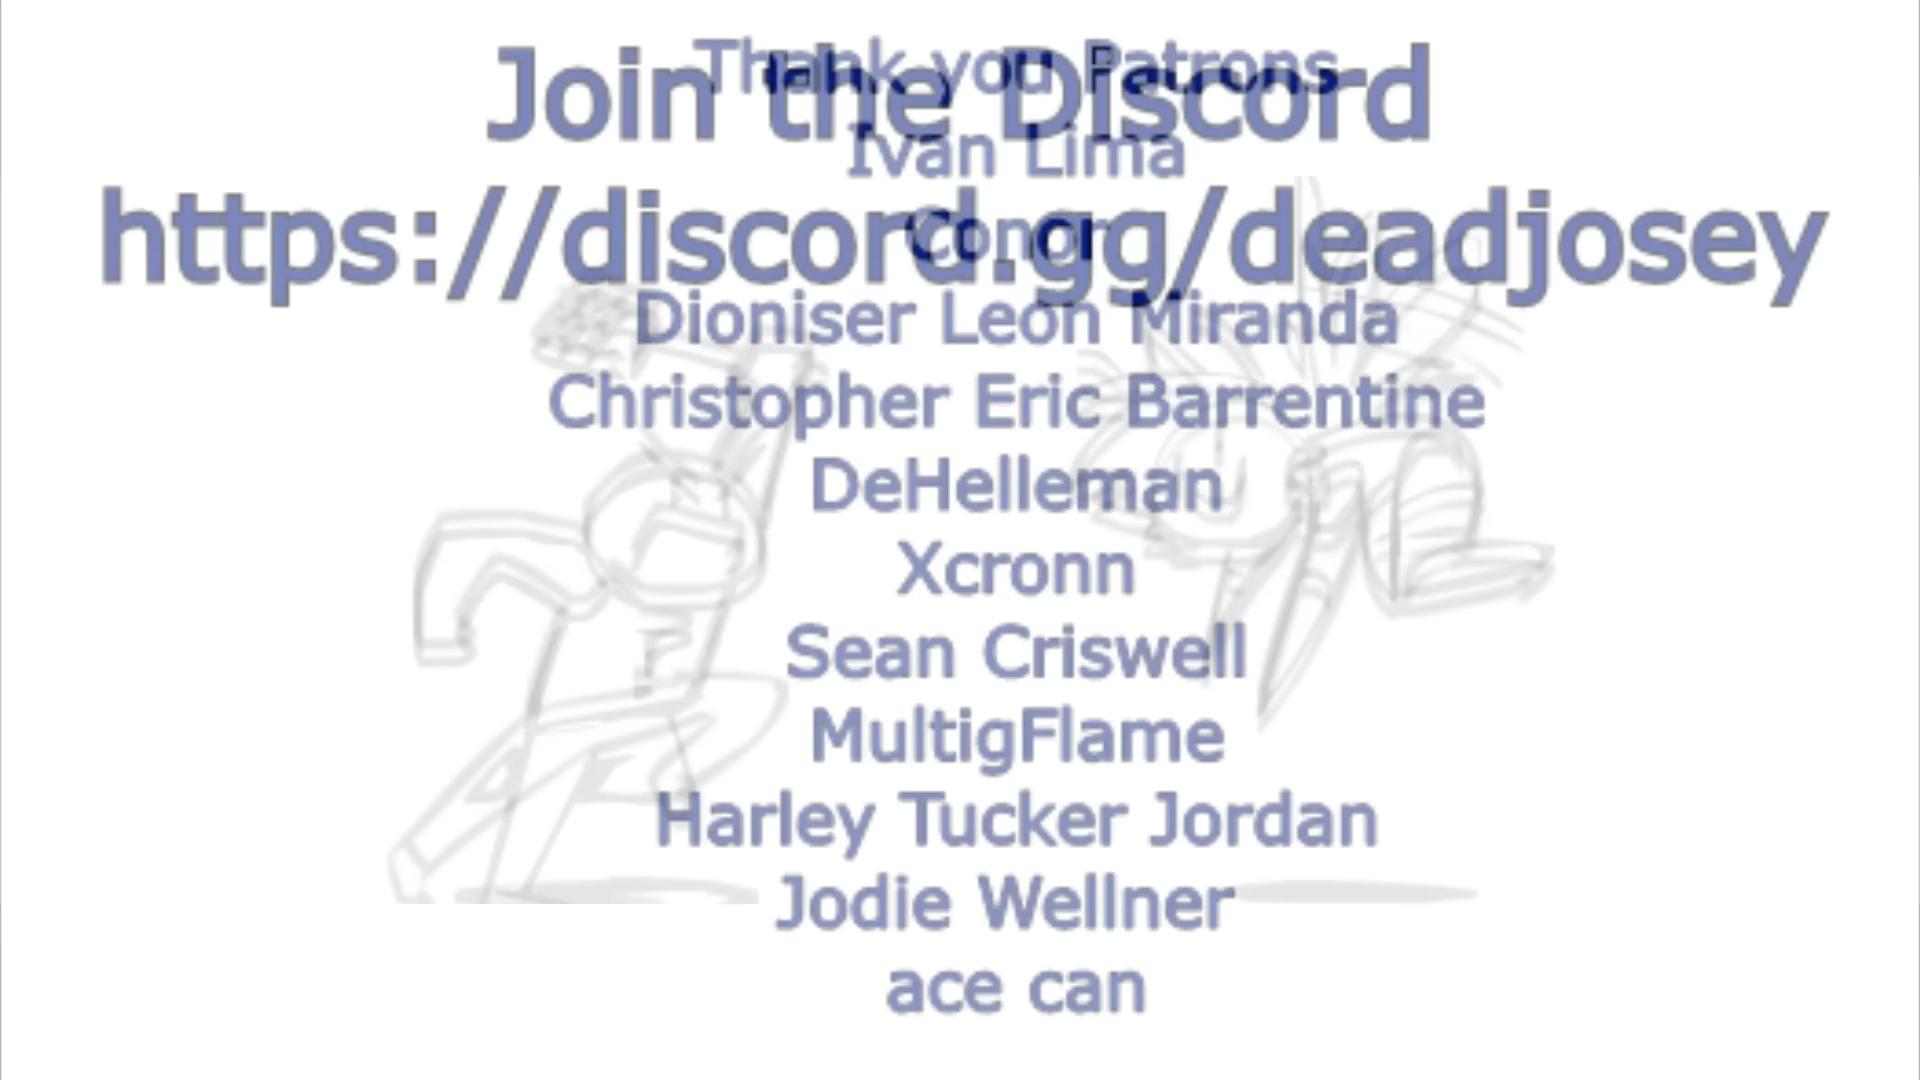 Join the Discord
https://discord.gg/deadjosey
Thank you Patrons
Ivan Lima
Dioniser Leon Miranda
Christopher Eric Barrentine
DeHelleman
Xcronn
Sean Criswell
MultigFlame
Harley Tucker Jordan
Jodie Wellner
ace can